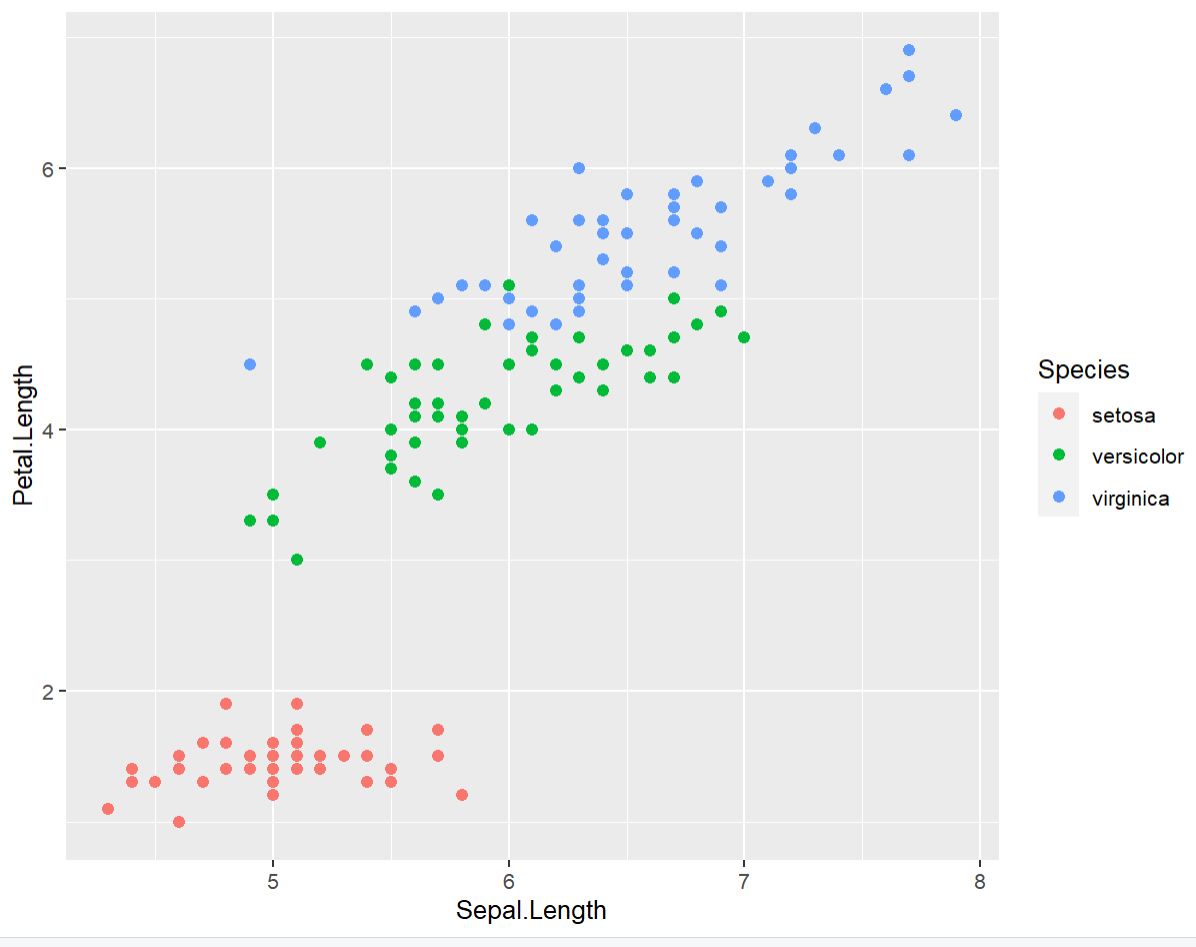 6
4
2
Petal.Length
5 6 7 8
Sepal.Length
Species
setosa
versicolor
virginica